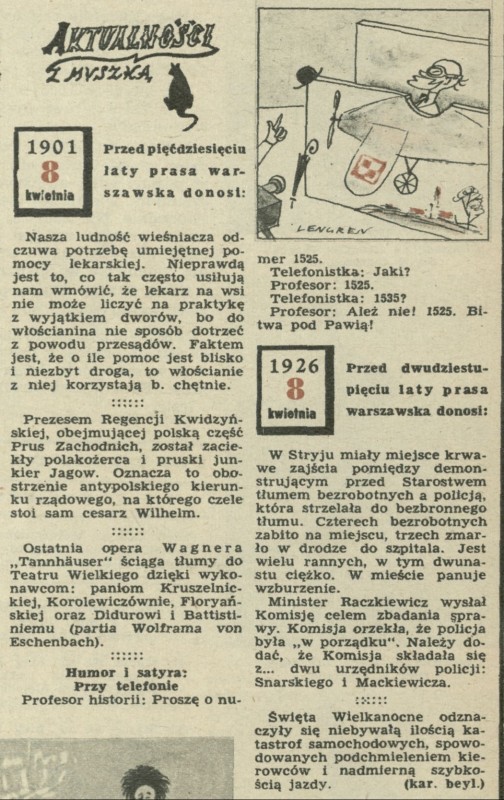 AKTUALNOŚCI
Z MYSZKĄ
1901
8
kwietnia
Przed pięćdziesięciu
laty prasa war-
szawska donosi:
Nasza ludność wieśniacza od-
czuwa potrzebę umiejętnej po-
mocy lekarskiej. Nieprawdą
jest to, co tak często usiłują
nam wmówić, że lekarz na wsi
nie może liczyć na praktykę
z wyjątkiem dworów, bo do
włościanina nie sposób dotrzeć
z powodu przesądów. Faktem
jest, że o ile pomoc jest blisko
i niezbyt droga, to włościanie
z niej korzystają b. chętnie.
Prezesem Regencji Kwidzyń-
skiej, obejmującej polską część
Prus Zachodnich, został zacie-
kły polakożerca i pruski jun-
kier Jagow. Oznacza to obo-
strzenie antypolskiego kierun-
ku rządowego, na którego czele
stoi sam cesarz Wilhelm.
Ostatnia opera Wagnera
„Tannhäuser" ściąga tłumy do
Teatru Wielkiego dzięki wyko-
nawcom: paniom Kruszelnic-
kiej, Korolewiczównie, Floryań-
skiej oraz Didurowi i Battisti-
niemu (partia Wolframa von
Eschenbach).
Humor i satyra:
Przy telefonie
Profesor historii: Proszę o nu-
LENGREN
mer 1525.
Telefonistka: Jaki?
Profesor: 1525.
Telefonistka: 1535?
Profesor: Ależ nie! 1525. Bi-
twa pod Pawią!
1926
8
kwietnia
Przed dwudziestu-
pięciu laty prasa
warszawska donosi:
W Stryju miały miejsce krwa-
we zajścia pomiędzy demon-
strującym przed Starostwem
tłumem bezrobotnych a policją,
która strzelała do bezbronnego
tłumu. Czterech bezrobotnych
zabito na miejscu, trzech zmar-
ło w drodze do szpitala. Jest
wielu rannych, w tym dwuna-
stu ciężko. W mieście panuje
wzburzenie.
Minister Raczkiewicz wysłał
Komisję celem zbadania spra-
wy. Komisja orzekła, że policja
była „w porządku". Należy do-
dać, że Komisja składała się
z... dwu urzędników policji:
Snarskiego i Mackiewicza.
Święta Wielkanocne odzna-
czyły się niebywałą ilością ka-
tastrof samochodowych, spowo-
dowanych podchmieleniem kie-
rowców i nadmierną szybko-
ścią jazdy. (kar. beyl.)